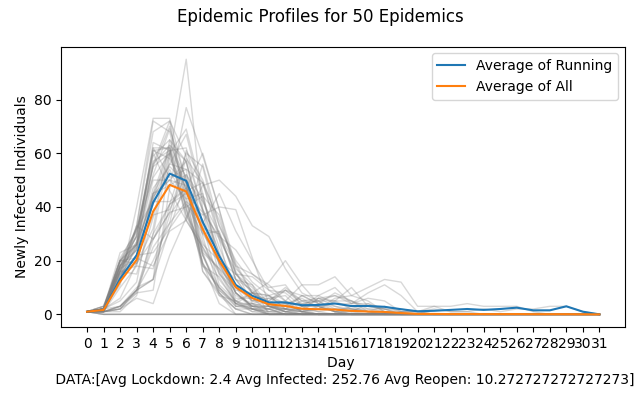 Epidemic Profiles for 50 Epidemics
Average of Running
Average of All
Newly Infected Individuals
80
60
40
20
0
0 1 2 3 4 5 6 7 8 9 10 11 12 13 14 15 16 17 18 19 20 21 22 23 24 25 26 27 28 29 30 31
Day
DATA:[Avg Lockdown: 2.4 Avg Infected: 252.76 Avg Reopen: 10.272727272727273]